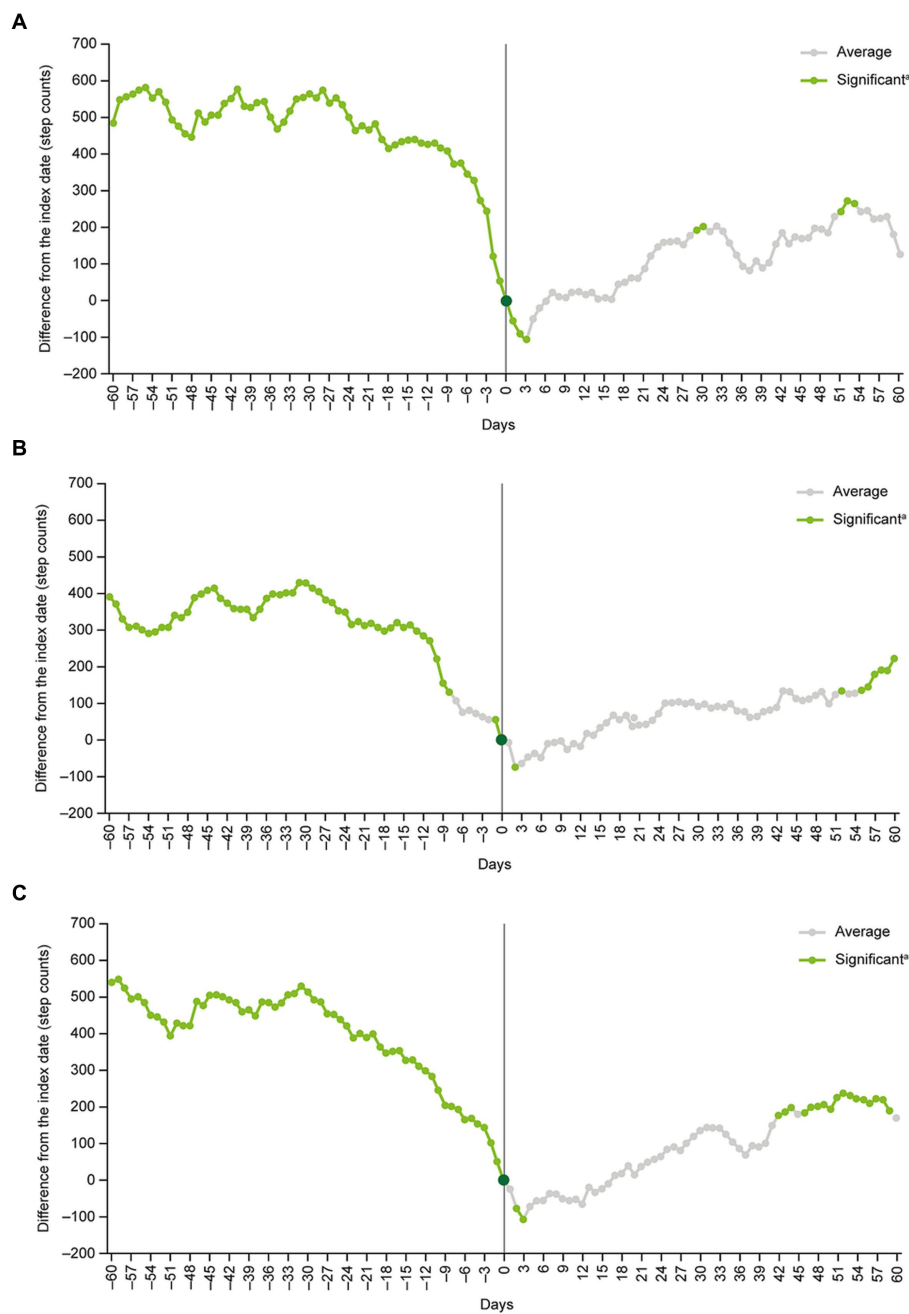 A
700
600
500
400
300
200
100
0
–100
–200
Difference from the index date (step counts)
Average
Significantᵃ
–60 –57 –54 –51 –48 –45 –42 –39 –36 –33 –30 –27 –24 –21 –18 –15 –12 –9 –6 –3 0 3 6 9 12 15 18 21 24 27 30 33 36 39 42 45 48 51 54 57 60
Days
B
700
600
500
400
300
200
100
0
–100
–200
Difference from the index date (step counts)
Average
Significantᵃ
–60 –57 –54 –51 –48 –45 –42 –39 –36 –33 –30 –27 –24 –21 –18 –15 –12 –9 –6 –3 0 3 6 9 12 15 18 21 24 27 30 33 36 39 42 45 48 51 54 57 60
Days
C
700
600
500
400
300
200
100
0
–100
–200
Difference from the index date (step counts)
Average
Significantᵃ
–60 –57 –54 –51 –48 –45 –42 –39 –36 –33 –30 –27 –24 –21 –18 –15 –12 –9 –6 –3 0 3 6 9 12 15 18 21 24 27 30 33 36 39 42 45 48 51 54 57 60
Days